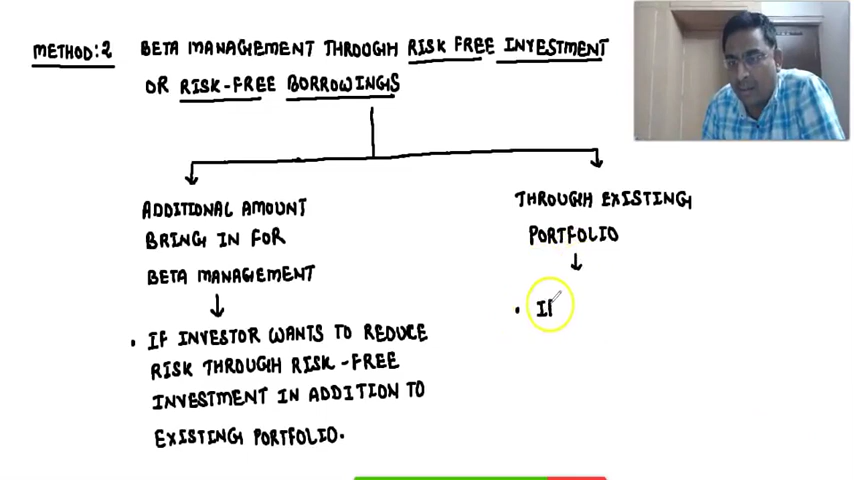 METHOD:2 BETA MANAGEMENT THROUGH RISK FREE INVESTMENT
OR RISK-FREE BORROWINGS
ADDITIONAL AMOUNT
BRING IN FOR
BETA MANAGEMENT
• IF INVESTOR WANTS TO REDUCE
RISK THROUGH RISK-FREE
INVESTMENT IN ADDITION TO
EXISTING PORTFOLIO.
THROUGH EXISTING
PORTFOLIO
• IF